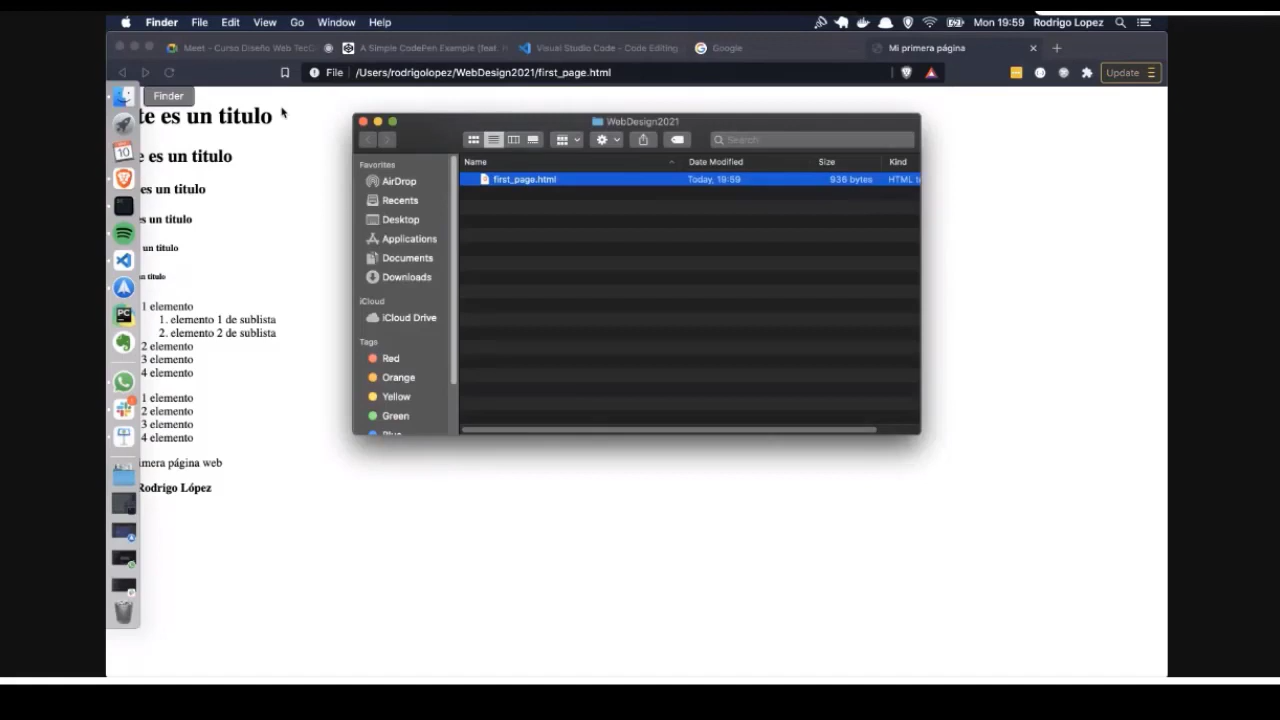 Finder File Edit View Go Window Help Mon 19:59 Rodrigo Lopez
Meet - Curso Diseño Web TecG
A Simple CodePen Example (feat.
Visual Studio Code - Code Editing
Google
Mi primera página
File /Users/rodrigolopez/WebDesign2021/first_page.html Update
Finder
te es un titulo
e es un titulo
es un titulo
s un titulo
un titulo
un titulo
1 elemento
1. elemento 1 de sublista
2. elemento 2 de sublista
2 elemento
3 elemento
4 elemento
1 elemento
2 elemento
3 elemento
4 elemento
imera página web
Rodrigo López
WebDesign2021
Search
Favorites
AirDrop
Recents
Desktop
Applications
Documents
Downloads
iCloud
iCloud Drive
Tags
Red
Orange
Yellow
Green
Name Date Modified Size Kind
first_page.html Today, 19:59 936 bytes HTML t
10
PC